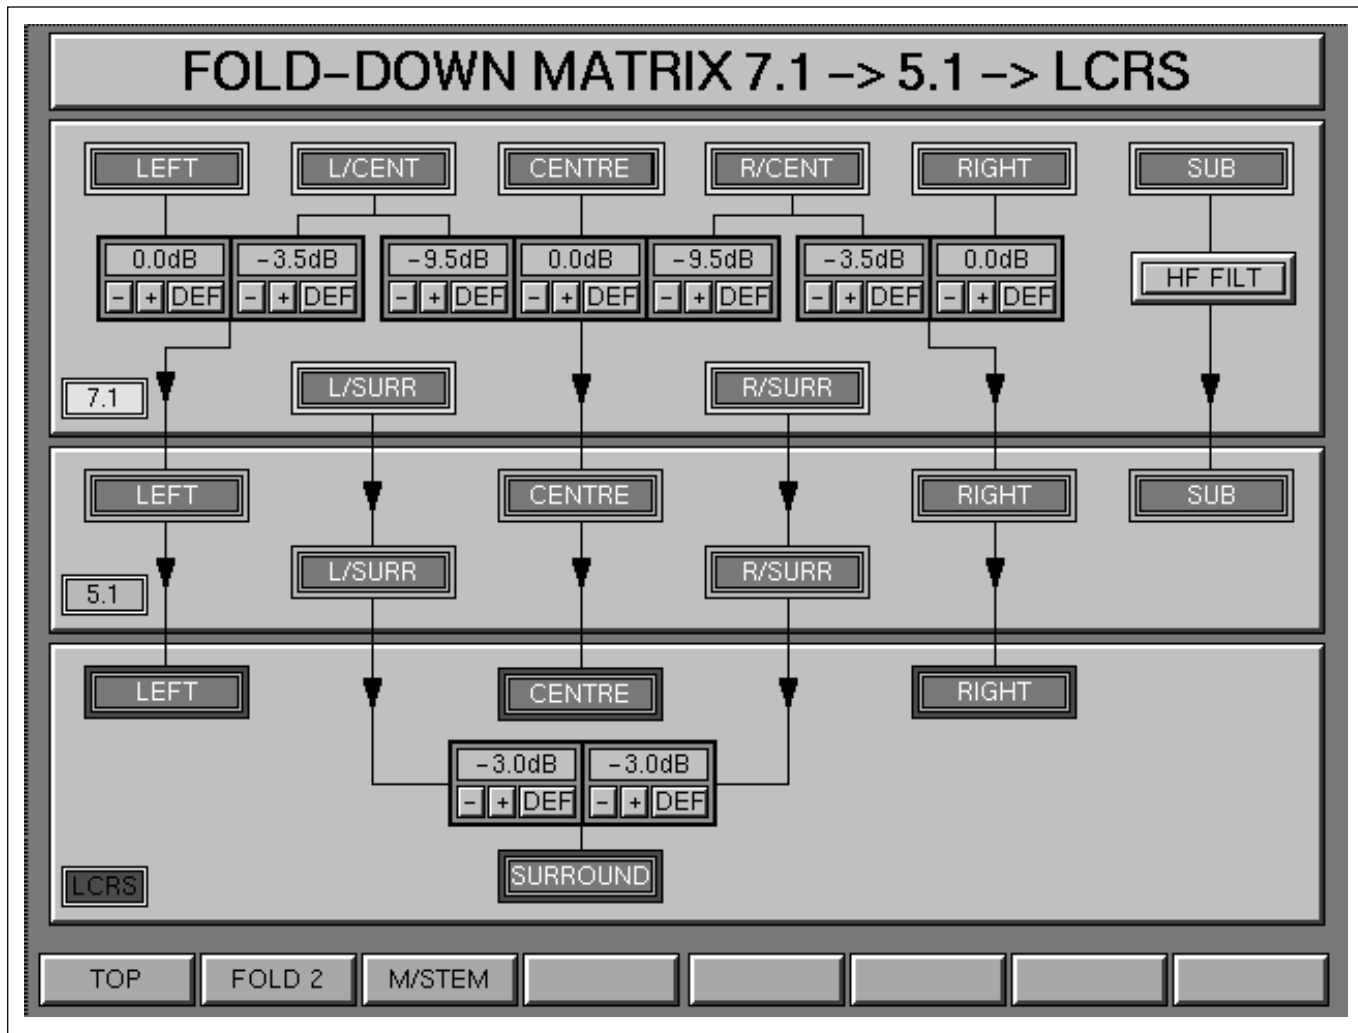 FOLD-DOWN MATRIX 7.1 -> 5.1 -> LCRS
LEFT L/CENT CENTRE R/CENT RIGHT SUB
0.0dB -3.5dB -9.5dB 0.0dB -9.5dB -3.5dB 0.0dB
HF FILT
- + DEF - + DEF - + DEF - + DEF - + DEF - + DEF - + DEF
7.1 L/SURR R/SURR
LEFT CENTRE RIGHT SUB
L/SURR R/SURR
5.1
LEFT CENTRE RIGHT
-3.0dB -3.0dB
- + DEF - + DEF
LCRS SURROUND
TOP FOLD 2 M/STEM